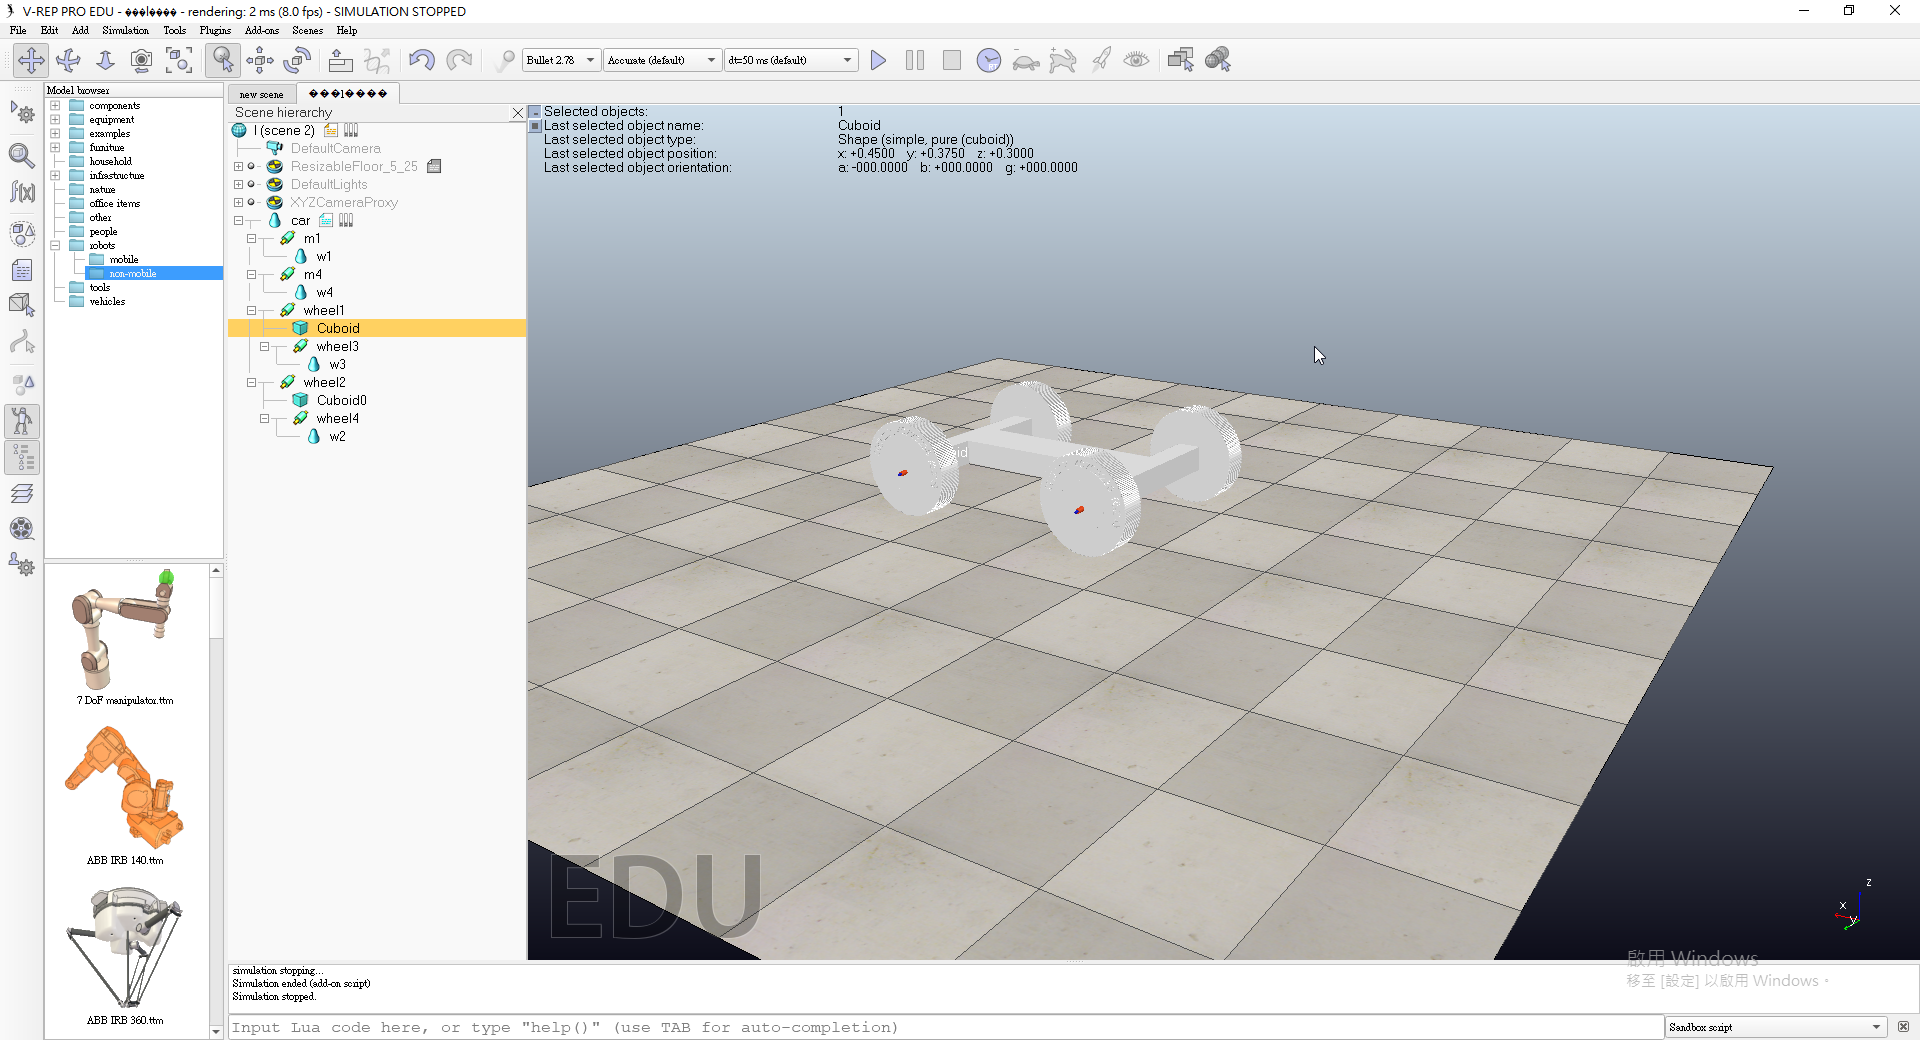 V-REP PRO EDU - ���l���� - rendering: 2 ms (8.0 fps) - SIMULATION STOPPED
File Edit Add Simulation Tools Plugins Add-ons Scenes Help
Bullet 2.78 Accurate (default) dt=50 ms (default)
Model browser
components
equipment
examples
furniture
household
infrastructure
nature
office items
other
people
robots
mobile
non-mobile
tools
vehicles
7 DoF manipulator.ttm
ABB IRB 140.ttm
ABB IRB 360.ttm
new scene ���l����
Scene hierarchy
l (scene 2)
DefaultCamera
ResizableFloor_5_25
DefaultLights
XYZCameraProxy
car
m1
w1
m4
w4
wheel1
Cuboid
wheel3
w3
wheel2
Cuboid0
wheel4
w2
Selected objects: 1
Last selected object name: Cuboid
Last selected object type: Shape (simple, pure (cuboid))
Last selected object position: x: +0.4500 y: +0.3750 z: +0.3000
Last selected object orientation: a: -000.0000 b: +000.0000 g: +000.0000
EDU
z
x
y
啟用 Windows
移至 [設定] 以啟用 Windows。
simulation stopping...
Simulation ended (add-on script)
Simulation stopped.
Input Lua code here, or type "help()" (use TAB for auto-completion)
Sandbox script